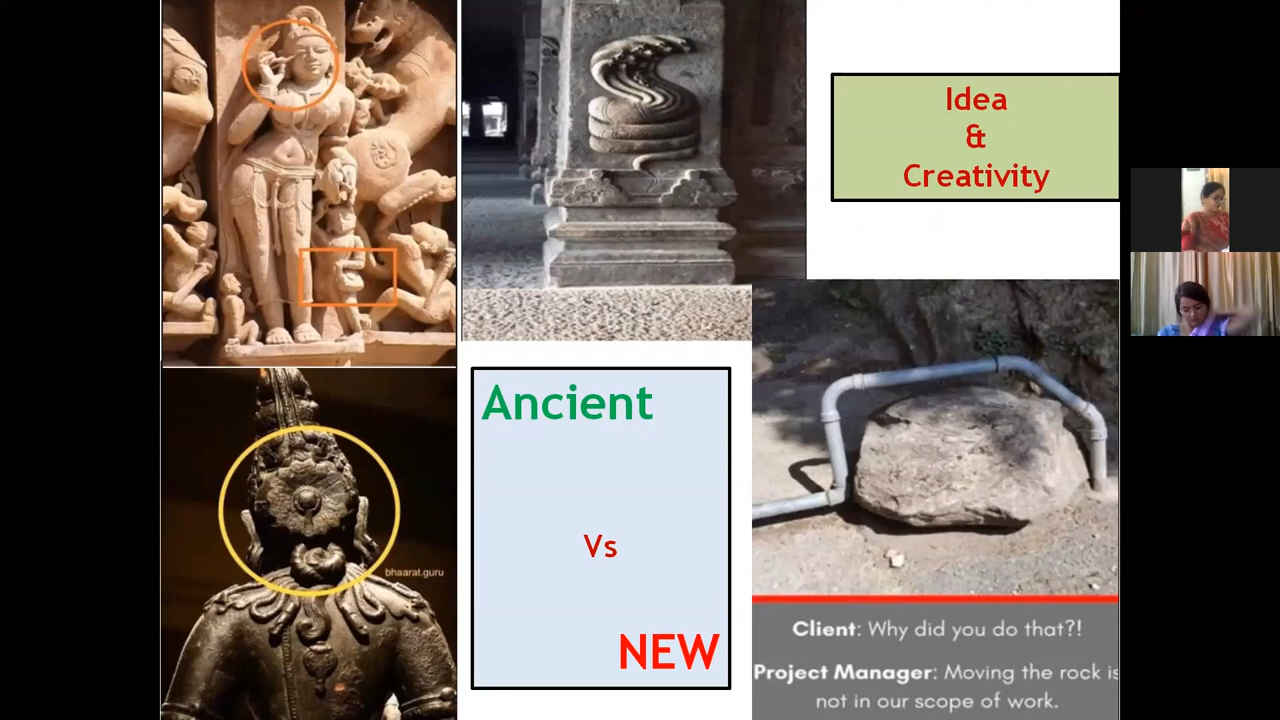 Idea
&
Creativity
Ancient
Vs
NEW
bhaarat.guru
Client: Why did you do that?!
Project Manager: Moving the rock is
not in our scope of work.